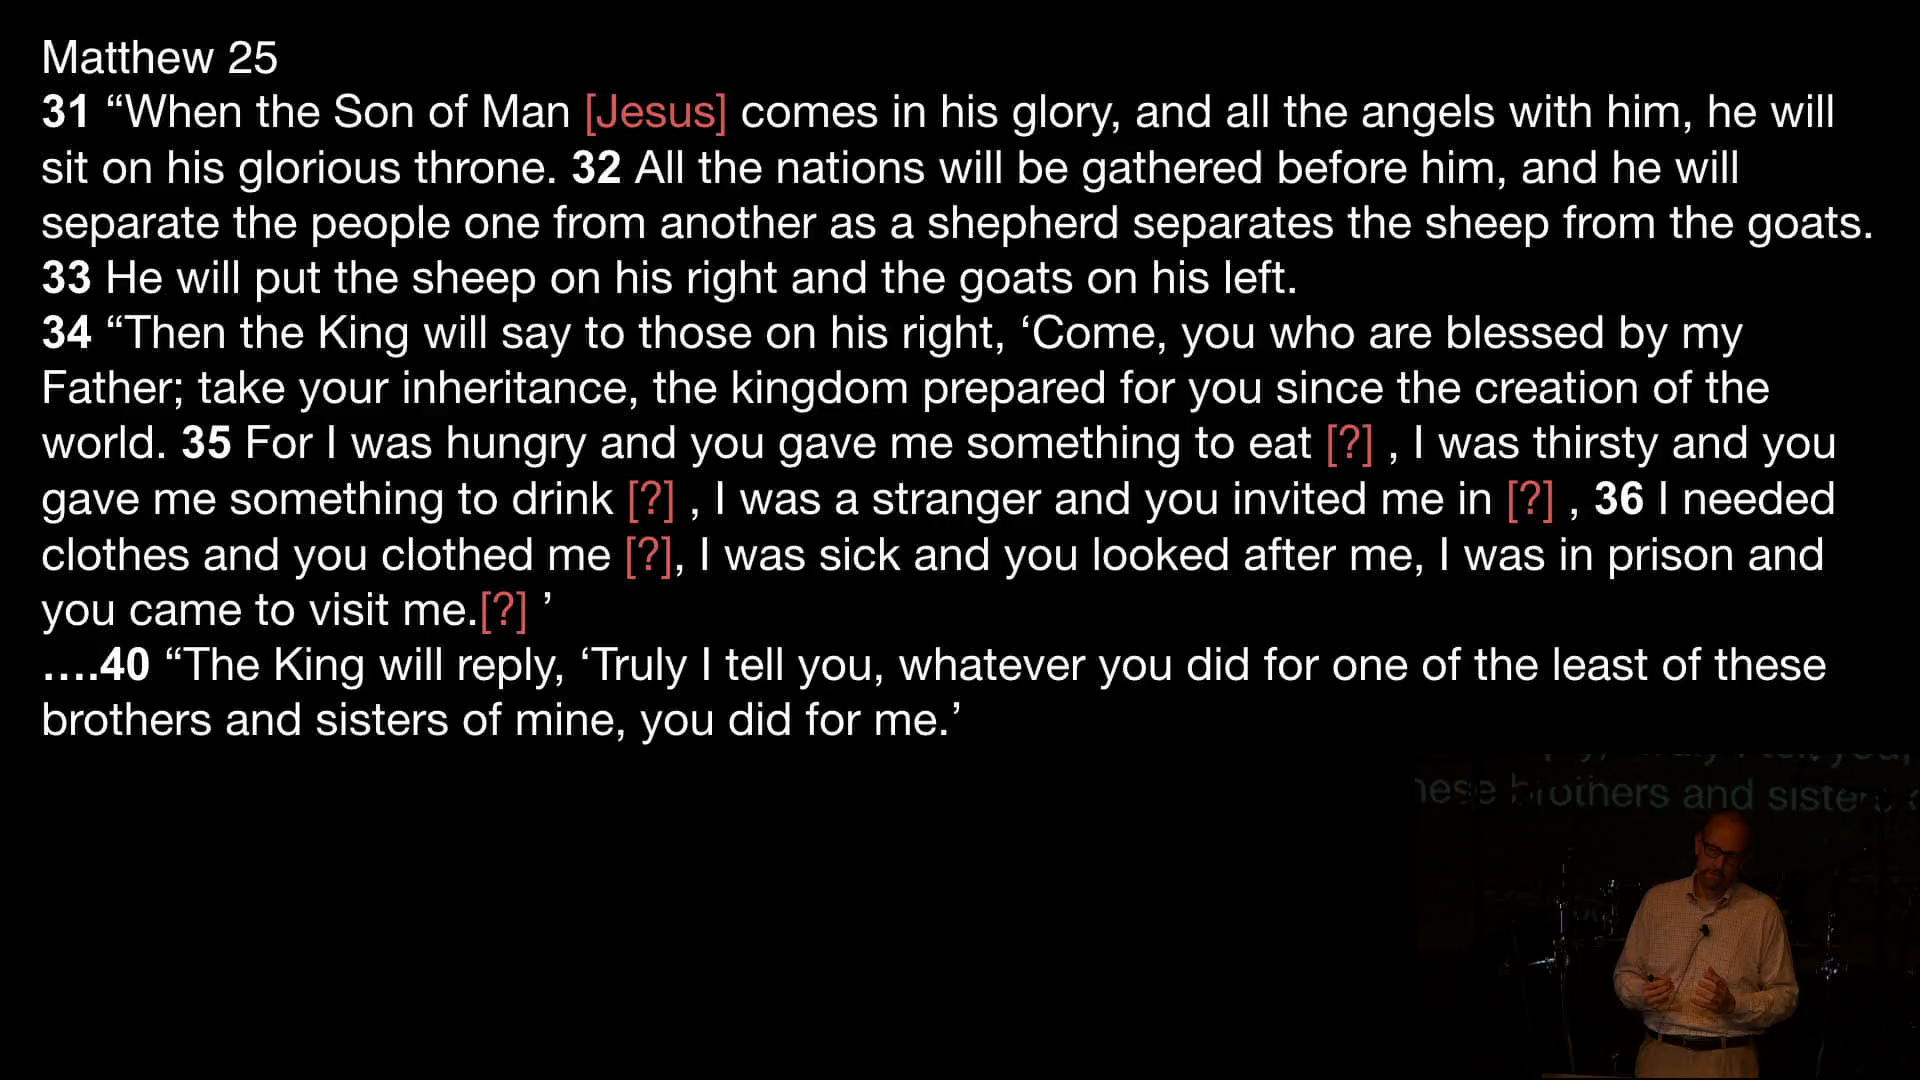 Matthew 25
31 “When the Son of Man [Jesus] comes in his glory, and all the angels with him, he will
sit on his glorious throne. 32 All the nations will be gathered before him, and he will
separate the people one from another as a shepherd separates the sheep from the goats.
33 He will put the sheep on his right and the goats on his left.
34 “Then the King will say to those on his right, ‘Come, you who are blessed by my
Father; take your inheritance, the kingdom prepared for you since the creation of the
world. 35 For I was hungry and you gave me something to eat [?] , I was thirsty and you
gave me something to drink [?] , I was a stranger and you invited me in [?] , 36 I needed
clothes and you clothed me [?], I was sick and you looked after me, I was in prison and
you came to visit me.[?] ’
….40 “The King will reply, ‘Truly I tell you, whatever you did for one of the least of these
brothers and sisters of mine, you did for me.’
brothers and sisters